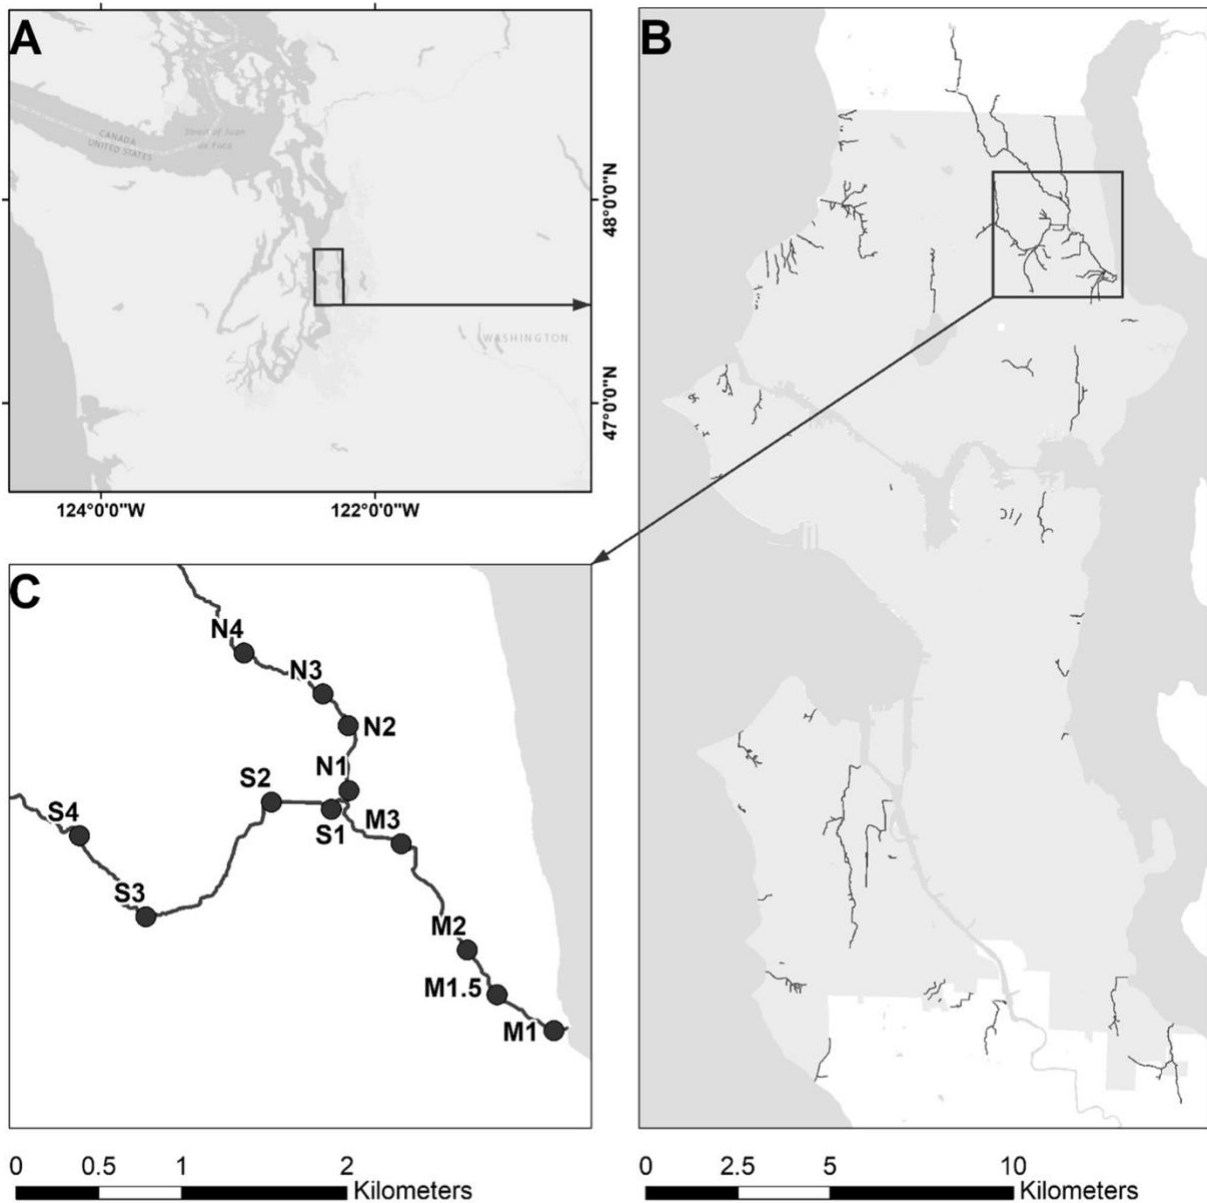 A
CANADA
UNITED STATES
Strait of Juan
de Fuca
WASHINGTON
48°0'0"N
47°0'0"N
124°0'0"W
122°0'0"W
B
C
N4
N3
N2
N1
S2
S1
M3
S4
S3
M2
M1.5
M1
0 0.5 1 2
Kilometers
0 2.5 5 10
Kilometers